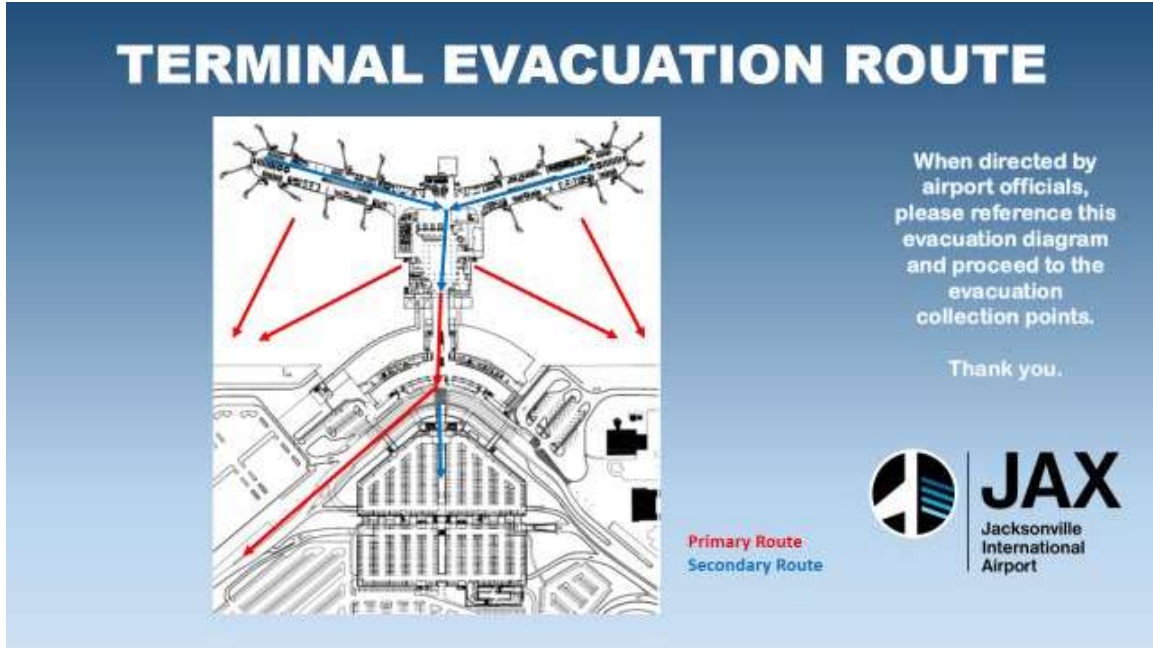 TERMINAL EVACUATION ROUTE
When directed by
airport officials,
please reference this
evacuation diagram
and proceed to the
evacuation
collection points.
Thank you.
JAX
Jacksonville
International
Airport
Primary Route
Secondary Route